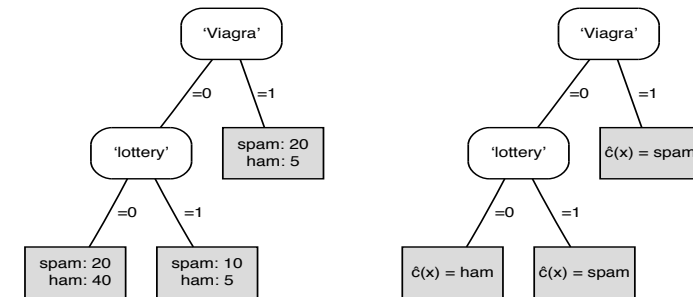 ‘Viagra’
=0
=1
‘lottery’
spam: 20
ham: 5
=0
=1
spam: 20
ham: 40
spam: 10
ham: 5
‘Viagra’
=0
=1
‘lottery’
ĉ(x) = spam
=0
=1
ĉ(x) = ham
ĉ(x) = spam